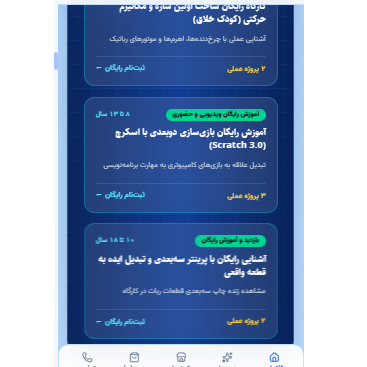 کارگاه رایگان ساخت اولین سازه و مکانیزم
حرکتی (کودک خلاق)
آشنایی عملی با چرخ‌دنده‌ها، اهرم‌ها و موتورهای رباتیک
۲ پروژه عملی
ثبت‌نام رایگان ←
آموزش رایگان ویدیویی و حضوری
۸ تا ۱۳ سال
آموزش رایگان بازی‌سازی دوبعدی با اسکرچ
(Scratch 3.0)
تبدیل علاقه به بازی‌های کامپیوتری به مهارت برنامه‌نویسی
۳ پروژه عملی
ثبت‌نام رایگان ←
بازدید و آموزش رایگان
۱۰ تا ۱۸ سال
آشنایی رایگان با پرینتر سه‌بعدی و تبدیل ایده به
قطعه واقعی
مشاهده زنده چاپ سه‌بعدی قطعات ربات در کارگاه
۲ پروژه عملی
ثبت‌نام رایگان ←